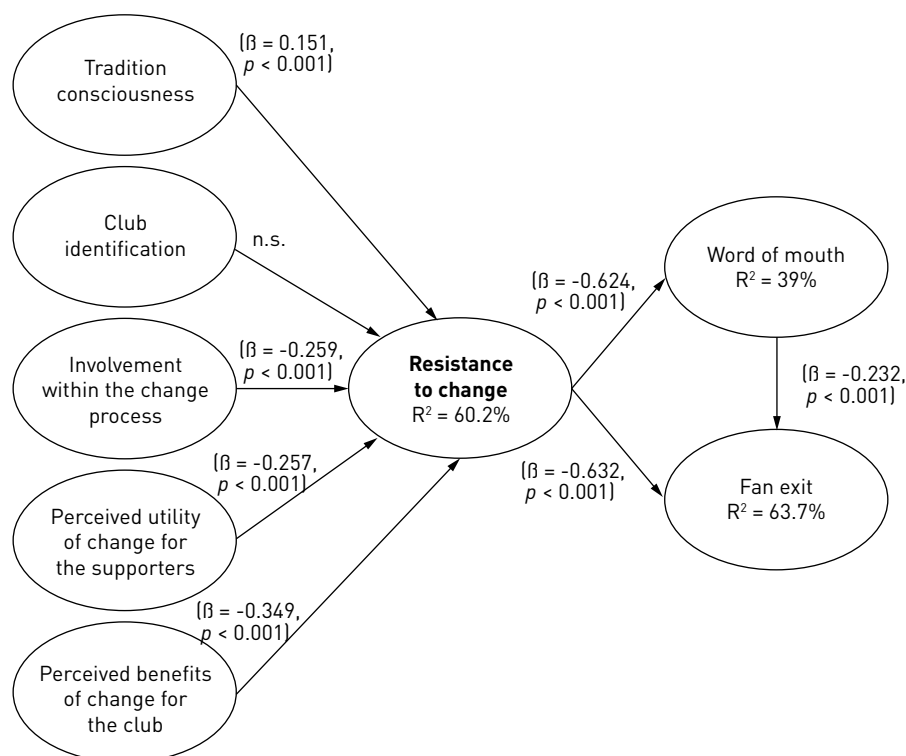 Tradition
consciousness
(ß = 0.151,
p < 0.001)
Club
identification
n.s.
Involvement
within the change
process
(ß = -0.259,
p < 0.001)
Perceived utility
of change for
the supporters
(ß = -0.257,
p < 0.001)
Perceived benefits
of change for
the club
(ß = -0.349,
p < 0.001)
Resistance
to change
R² = 60.2%
(ß = -0.624,
p < 0.001)
(ß = -0.632,
p < 0.001)
Word of mouth
R² = 39%
(ß = -0.232,
p < 0.001)
Fan exit
R² = 63.7%